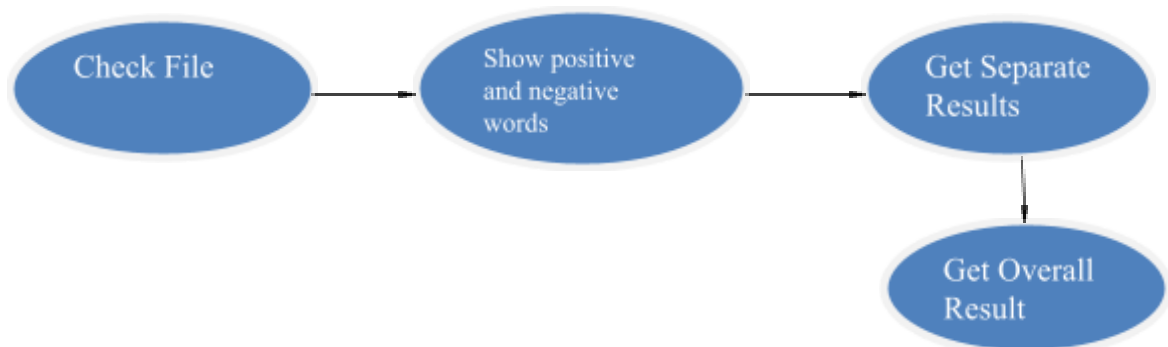 Check File
Show positive
and negative
words
Get Separate
Results
Get Overall
Result